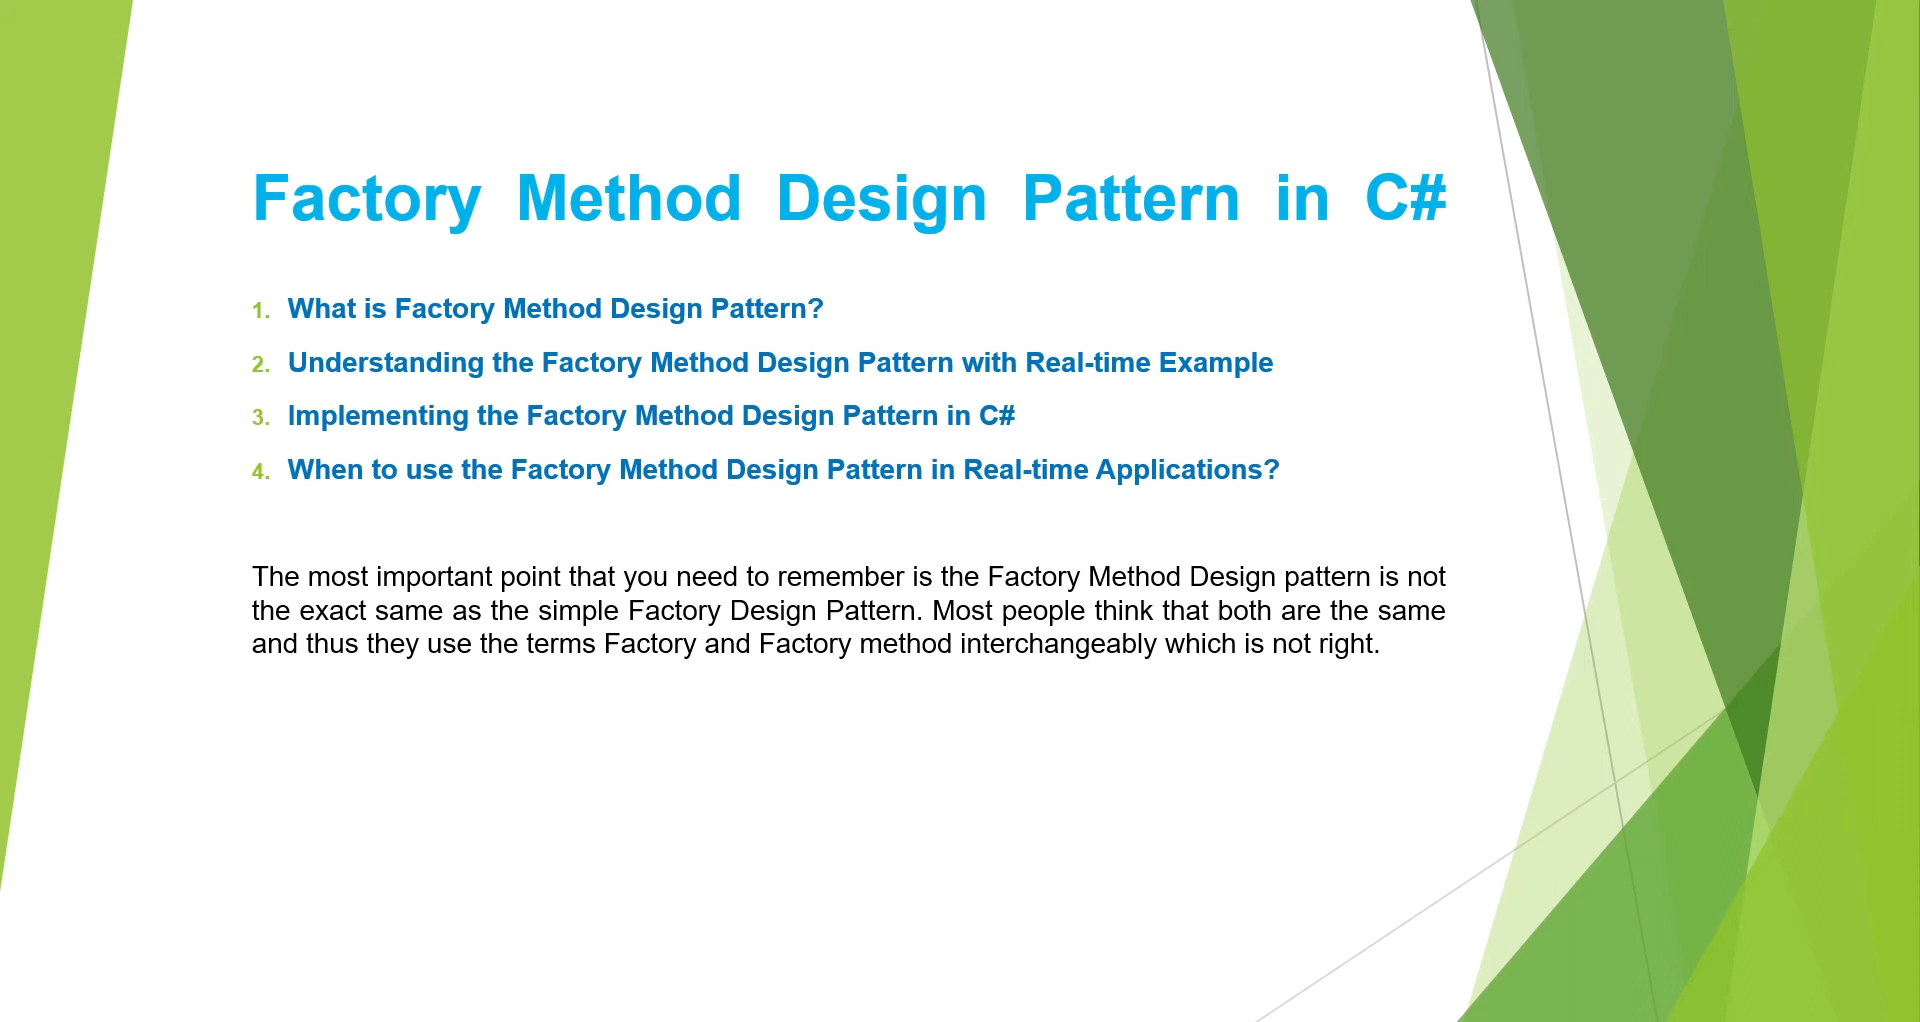 Factory Method Design Pattern in C#
1. What is Factory Method Design Pattern?
2. Understanding the Factory Method Design Pattern with Real-time Example
3. Implementing the Factory Method Design Pattern in C#
4. When to use the Factory Method Design Pattern in Real-time Applications?
The most important point that you need to remember is the Factory Method Design pattern is not
the exact same as the simple Factory Design Pattern. Most people think that both are the same
and thus they use the terms Factory and Factory method interchangeably which is not right.